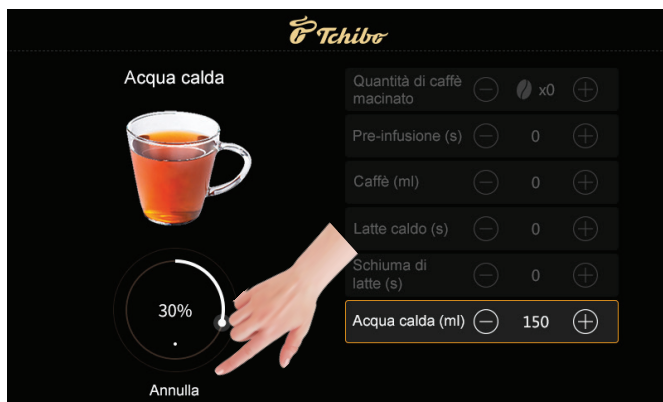 Tchibo
Acqua calda
Quantità di caffè
macinato
x0
Pre-infusione (s)
0
Caffè (ml)
0
Latte caldo (s)
0
Schiuma di
latte (s)
0
Acqua calda (ml)
150
30%
Annulla